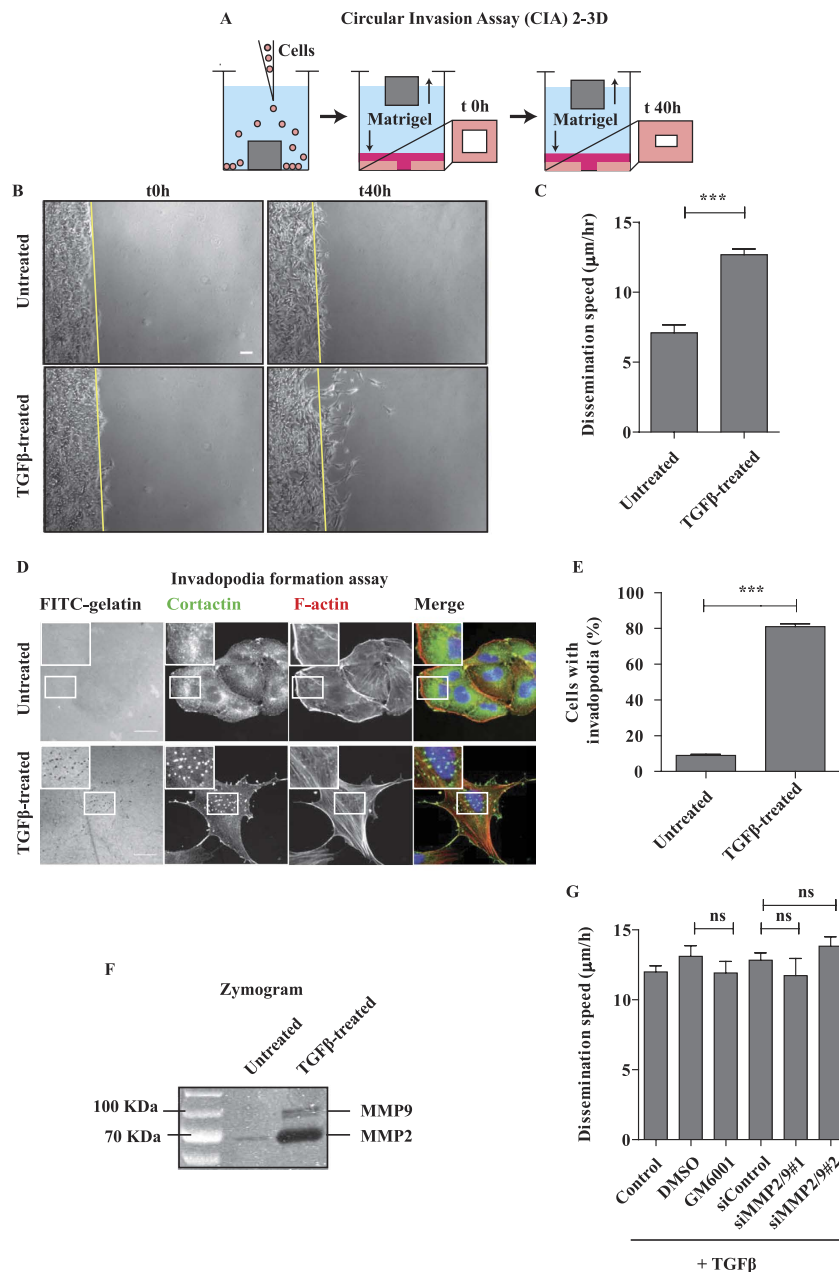 A Circular Invasion Assay (CIA) 2-3D
Cells
Matrigel
t 0h
Matrigel
t 40h
B t0h t40h
Untreated
TGFβ-treated
C
***
Dissemination speed (μm/hr)
15
10
5
0
Untreated
TGFβ-treated
D
Invadopodia formation assay
FITC-gelatin Cortactin F-actin Merge
Untreated
TGFβ-treated
E
***
Cells with
invadopodia (%)
100
80
60
40
20
0
Untreated
TGFβ-treated
F
Zymogram
Untreated
TGFβ-treated
100 KDa MMP9
70 KDa MMP2
G
ns
ns ns
Dissemination speed (μm/h)
15
10
5
0
Control
DMSO
GM6001
siControl
siMMP2/9#1
siMMP2/9#2
+ TGFβ